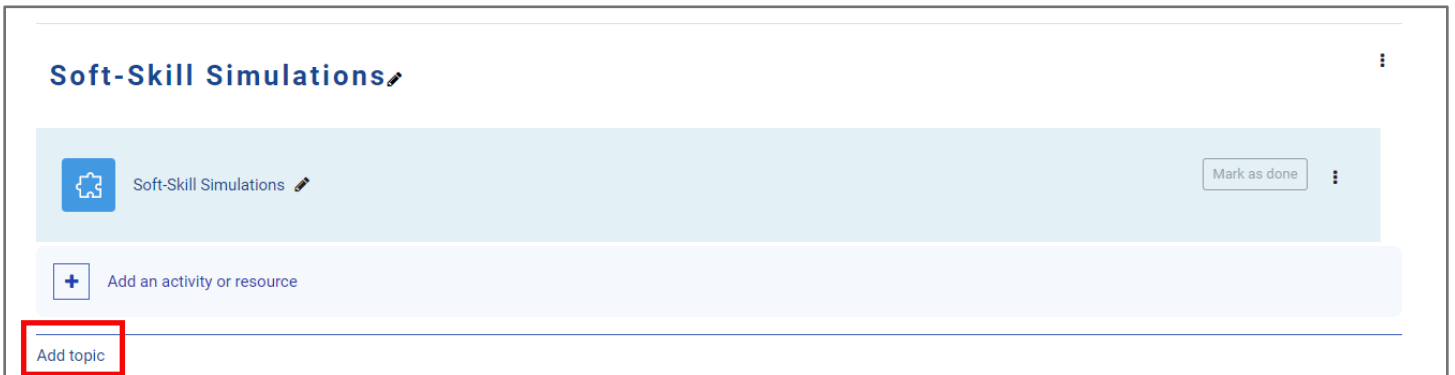 Soft-Skill Simulations
Soft-Skill Simulations
Mark as done
Add an activity or resource
Add topic